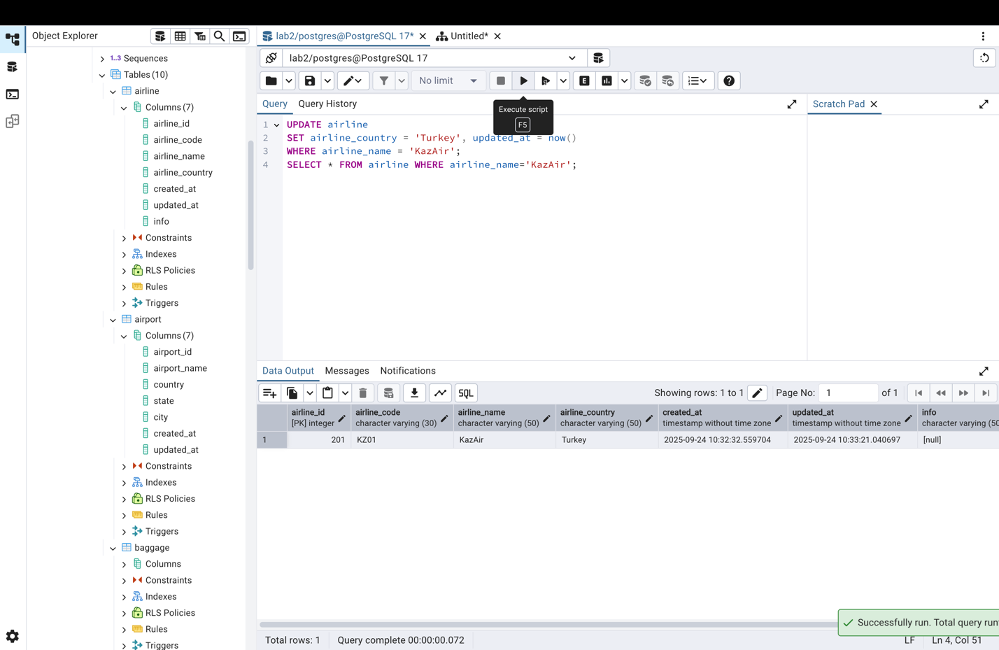 Object Explorer
lab2/postgres@PostgreSQL 17*
Untitled*
lab2/postgres@PostgreSQL 17
No limit
E
Query
Query History
Execute script
F5
Scratch Pad
1 UPDATE airline
2 SET airline_country = 'Turkey', updated_at = now()
3 WHERE airline_name = 'KazAir';
4 SELECT * FROM airline WHERE airline_name='KazAir';
1..3 Sequences
Tables (10)
airline
Columns (7)
airline_id
airline_code
airline_name
airline_country
created_at
updated_at
info
Constraints
Indexes
RLS Policies
Rules
Triggers
airport
Columns (7)
airport_id
airport_name
country
state
city
created_at
updated_at
Constraints
Indexes
RLS Policies
Rules
Triggers
baggage
Columns
Constraints
Indexes
RLS Policies
Rules
Triggers
Data Output
Messages
Notifications
SQL
Showing rows: 1 to 1
Page No: 1 of 1
airline_id
[PK] integer
airline_code
character varying (30)
airline_name
character varying (50)
airline_country
character varying (50)
created_at
timestamp without time zone
updated_at
timestamp without time zone
info
character varying (50
1 201 KZ01 KazAir Turkey 2025-09-24 10:32:32.559704 2025-09-24 10:33:21.040697 [null]
Successfully run. Total query run
Total rows: 1
Query complete 00:00:00.072
LF
Ln 4, Col 51